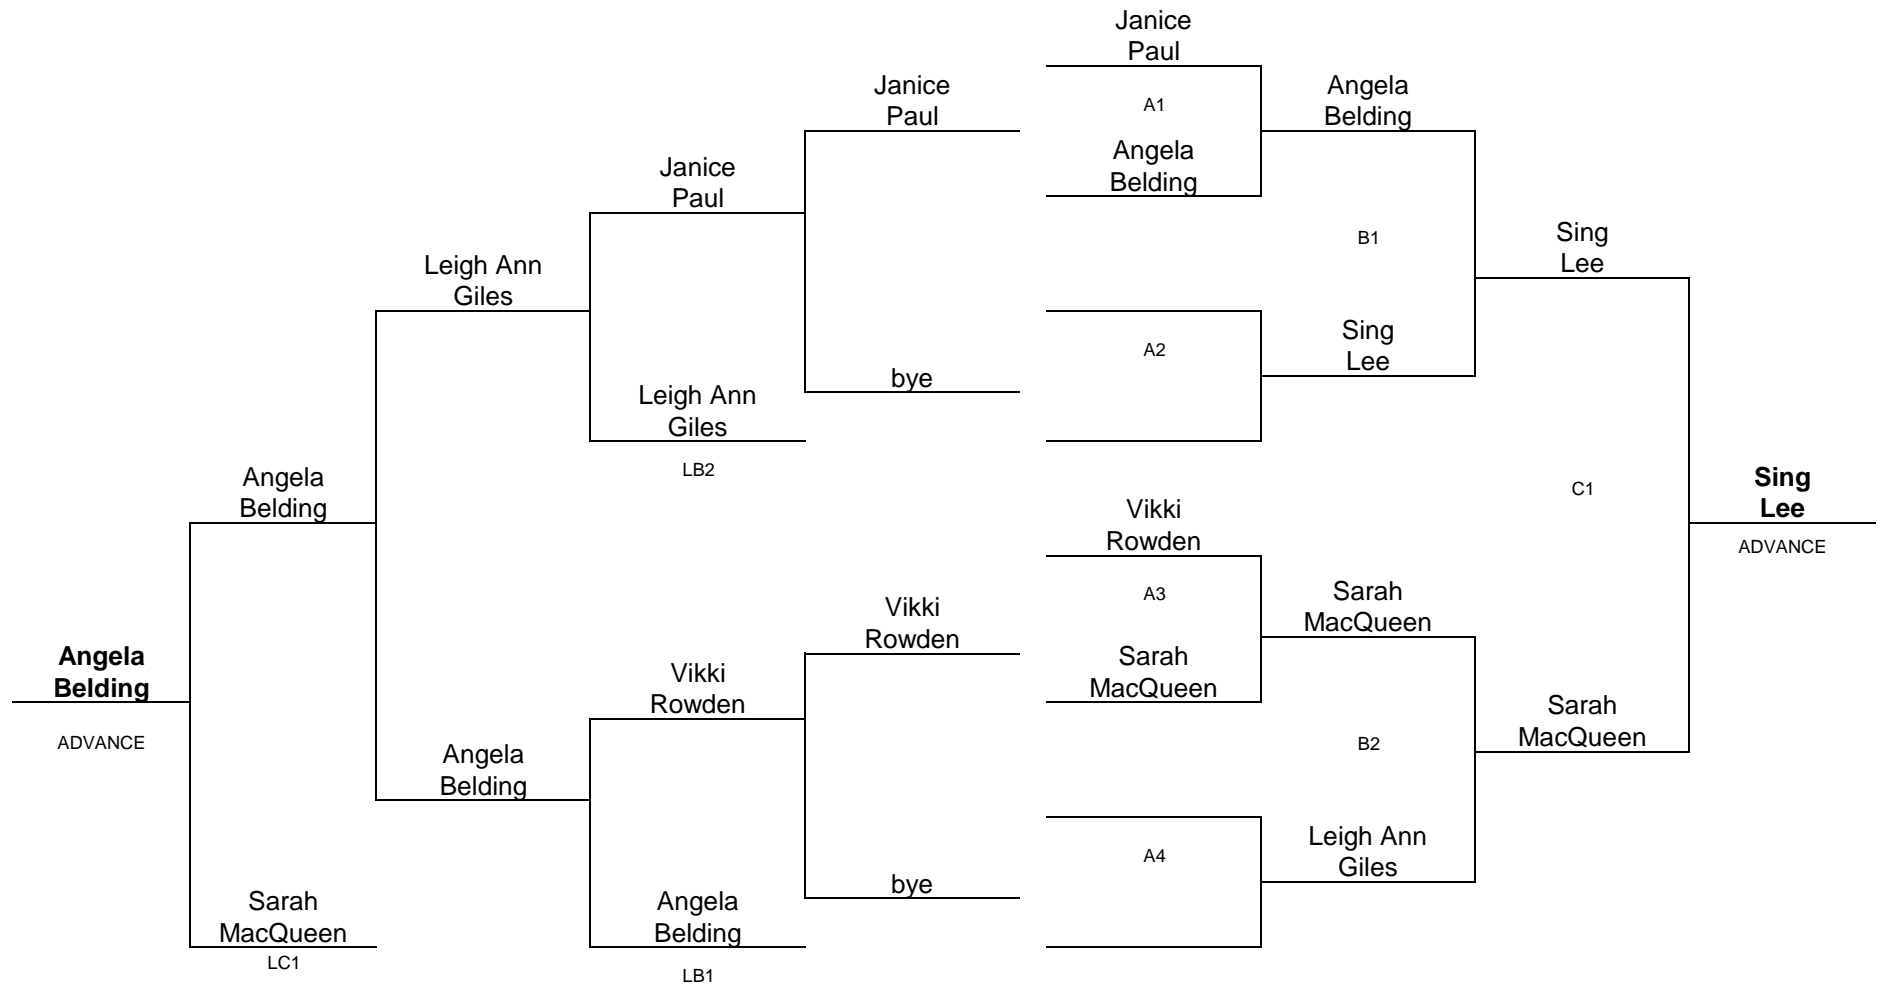 Janice
Paul
Janice
Paul
A1
Angela
Belding
Angela
Belding
Janice
Paul
Sing
Lee
B1
Leigh Ann
Giles
Sing
Lee
A2
bye
Leigh Ann
Giles
LB2
Angela
Belding
C1
Sing
Lee
ADVANCE
Vikki
Rowden
A3
Sarah
MacQueen
Vikki
Rowden
Angela
Belding
ADVANCE
Sarah
MacQueen
Vikki
Rowden
Sarah
MacQueen
B2
Angela
Belding
Leigh Ann
Giles
A4
bye
Sarah
MacQueen
LC1
Angela
Belding
LB1